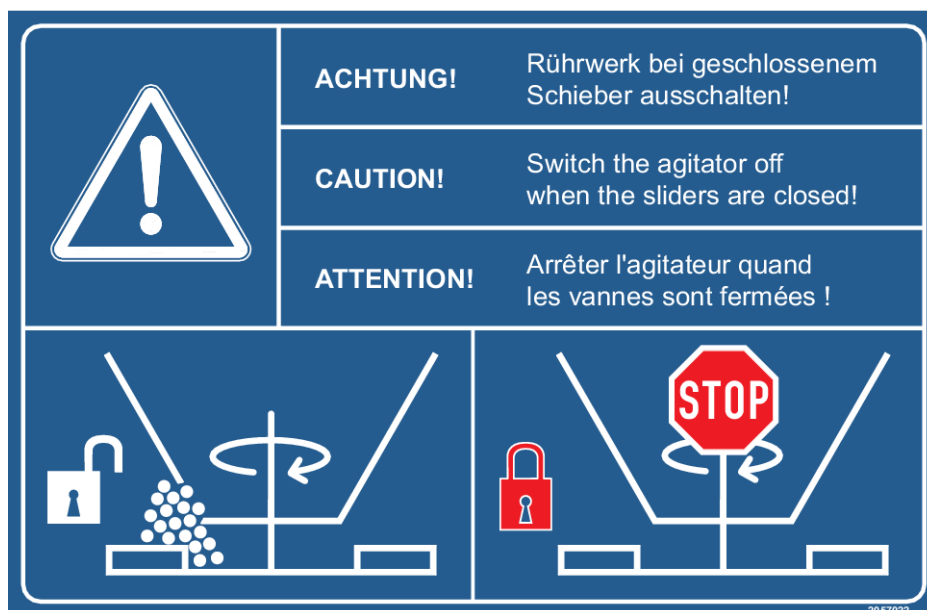 ACHTUNG!
Rührwerk bei geschlossenem
Schieber ausschalten!
CAUTION!
Switch the agitator off
when the sliders are closed!
ATTENTION!
Arrêter l'agitateur quand
les vannes sont fermées !
STOP